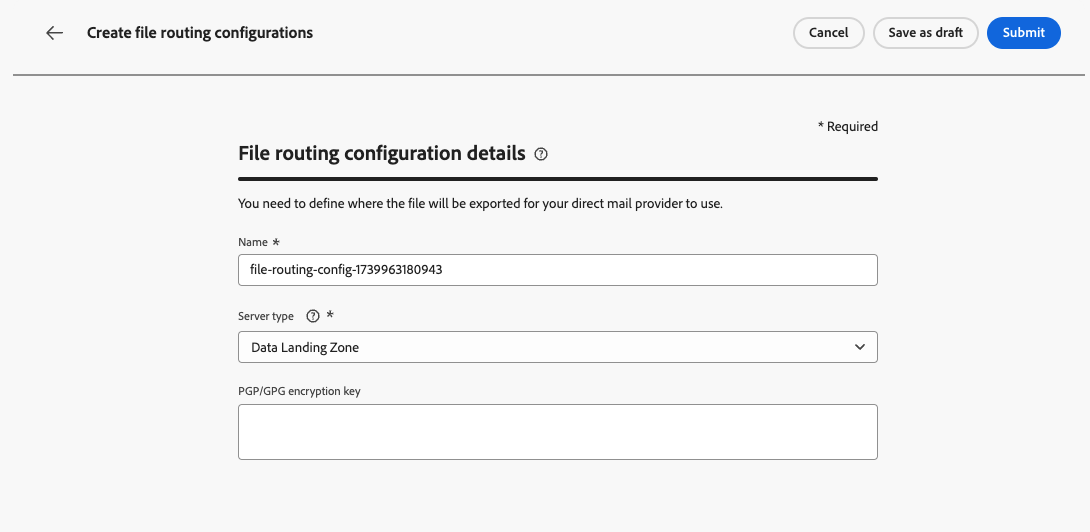 Create file routing configurations
Cancel
Save as draft
Submit
* Required
File routing configuration details
You need to define where the file will be exported for your direct mail provider to use.
Name *
file-routing-config-1739963180943
Server type *
Data Landing Zone
PGP/GPG encryption key